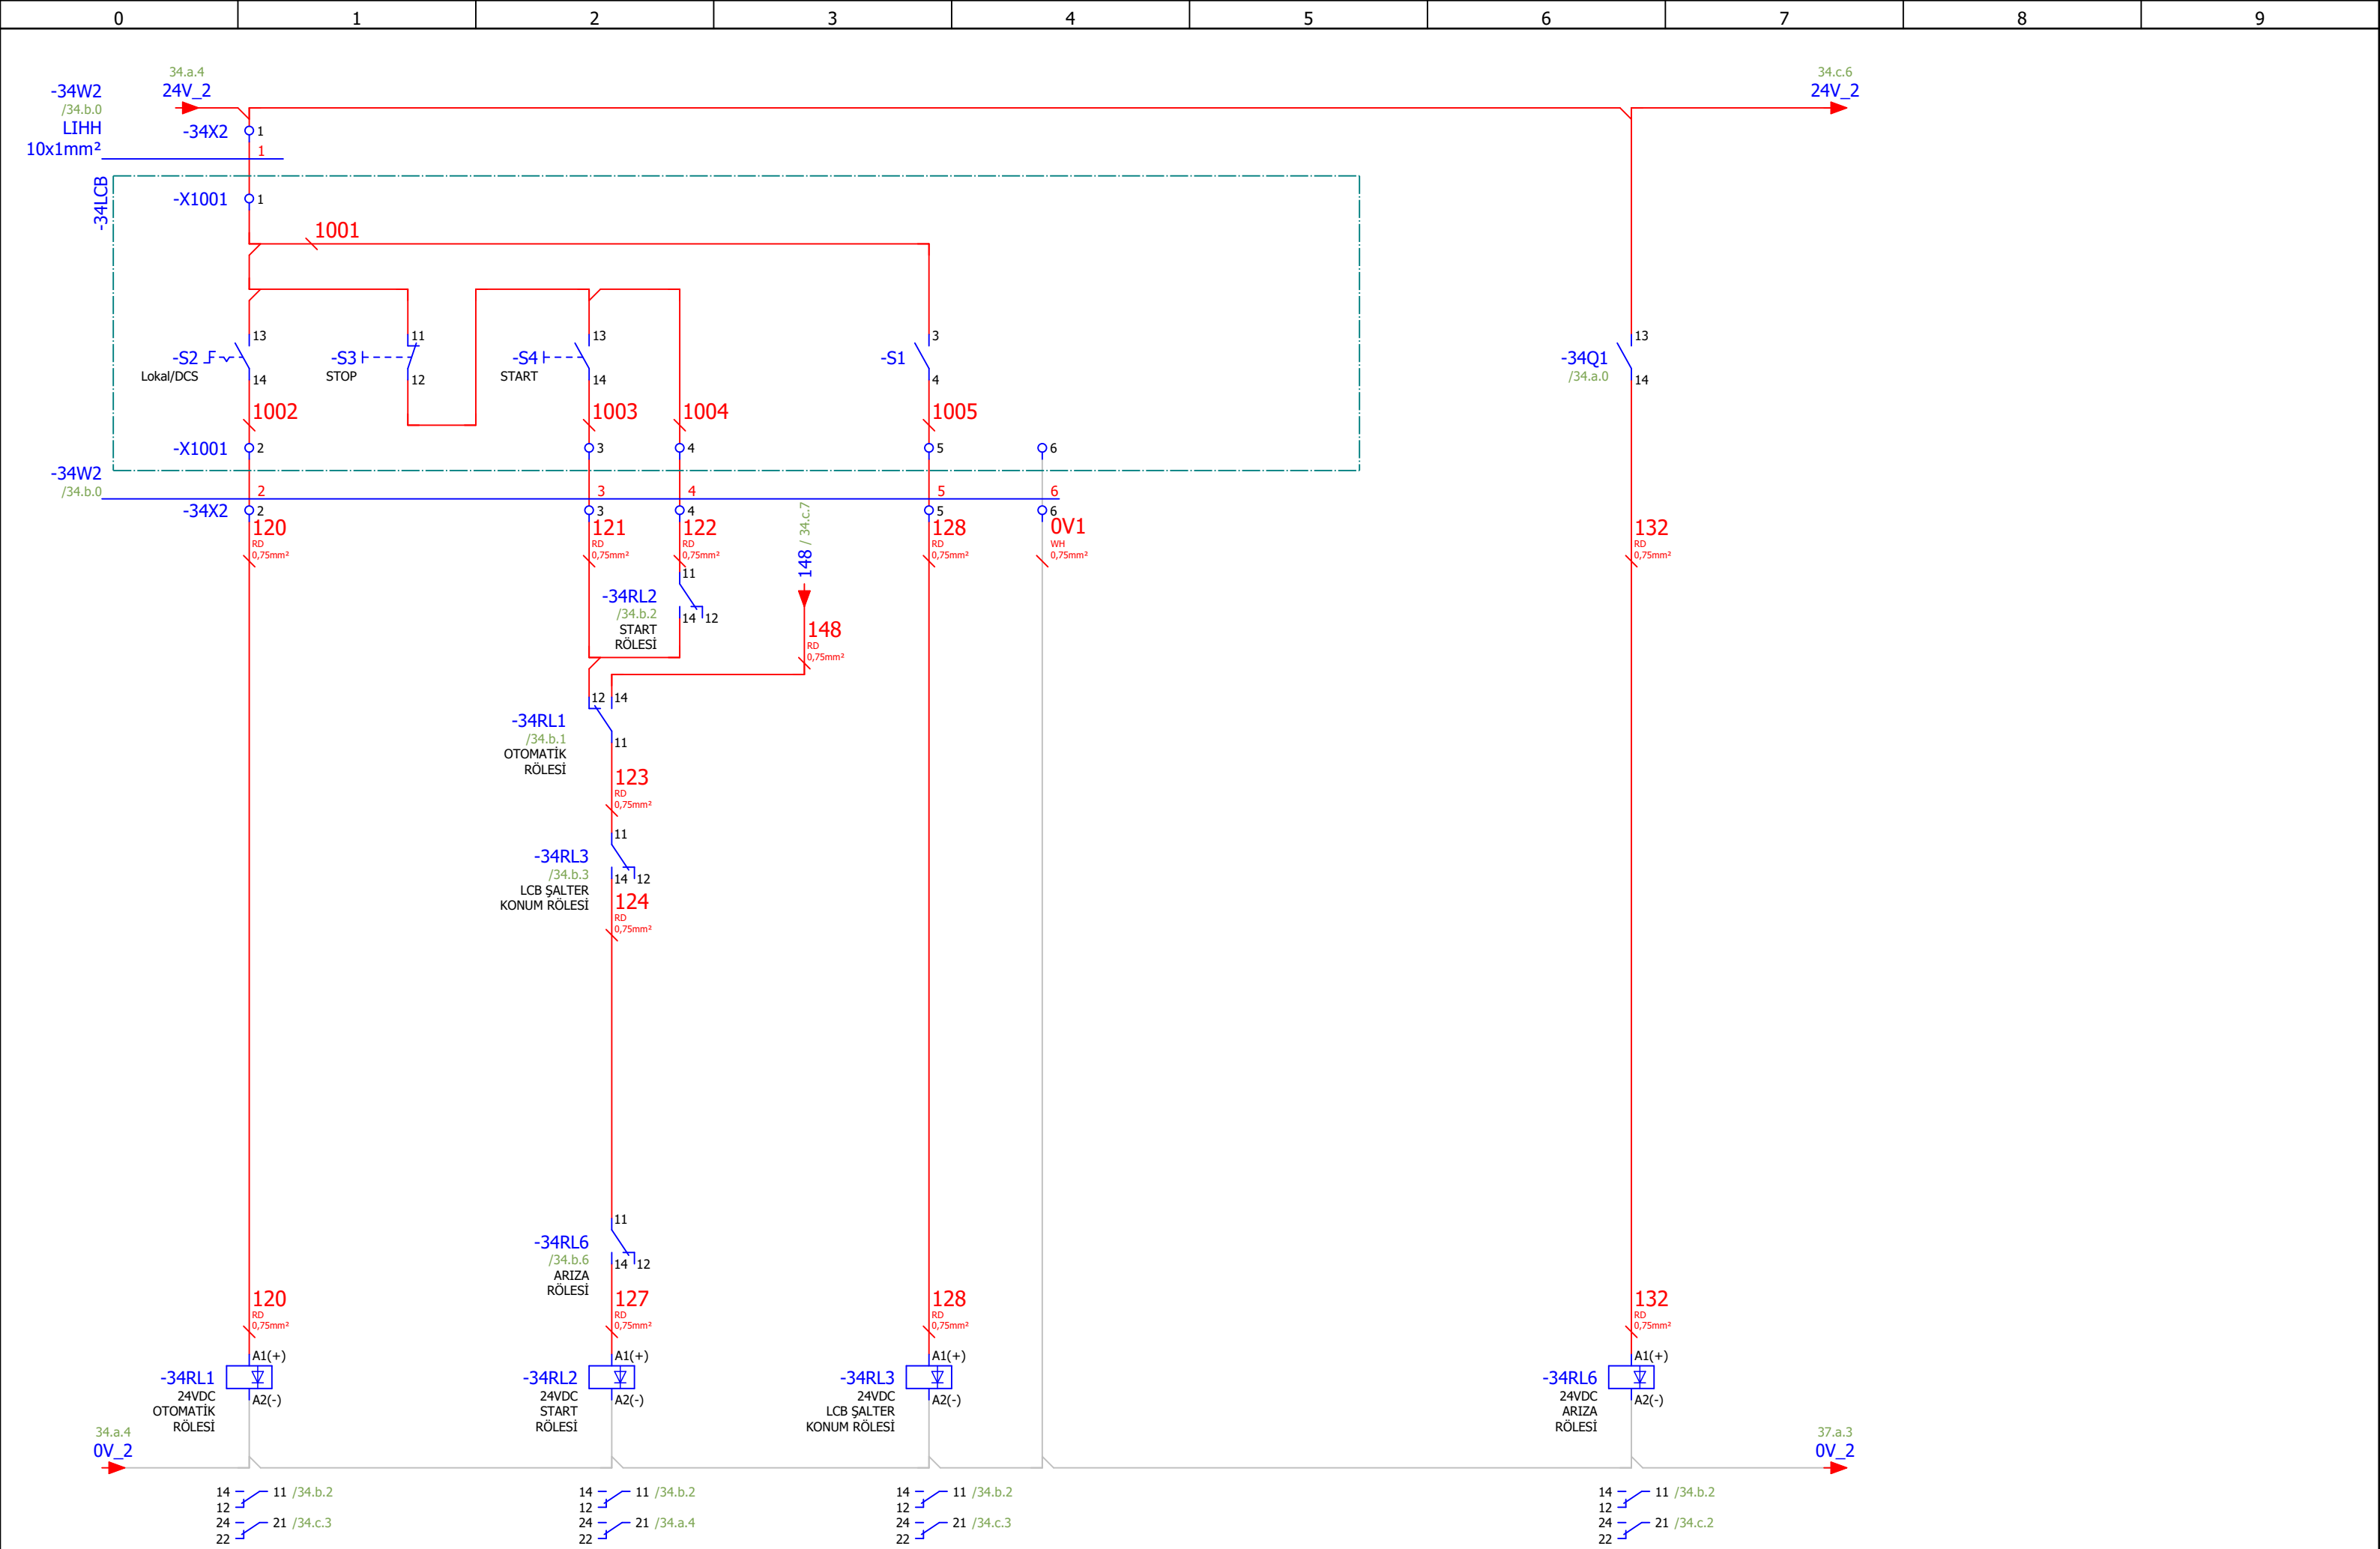 0 1 2 3 4 5 6 7 8 9
34.a.4
24V_2
34.c.6
24V_2
-34W2
/34.b.0
LIHH
10x1mm²
-34X2 1
1
-34LCB
-X1001 1
1001
-S2 13
14
Lokal/DCS
-S3 11
12
STOP
-S4 13
14
START
-S1 3
4
-34Q1 13
14
/34.a.0
1002 1003 1004 1005
-X1001 2 3 4 5 6
-34W2
/34.b.0
2 3 4 5 6
-34X2 2 3 4 5 6
120
RD
0,75mm²
121
RD
0,75mm²
122
RD
0,75mm²
148 / 34.c.7
128
RD
0,75mm²
0V1
WH
0,75mm²
132
RD
0,75mm²
11
-34RL2
/34.b.2
14 12
START
RÖLESİ
148
RD
0,75mm²
12 14
-34RL1
/34.b.1
11
OTOMATİK
RÖLESİ
123
RD
0,75mm²
11
-34RL3
/34.b.3
14 12
LCB ŞALTER
KONUM RÖLESİ
124
RD
0,75mm²
11
-34RL6
/34.b.6
14 12
ARIZA
RÖLESİ
120
RD
0,75mm²
127
RD
0,75mm²
128
RD
0,75mm²
132
RD
0,75mm²
A1(+)
-34RL1
24VDC
A2(-)
OTOMATİK
RÖLESİ
A1(+)
-34RL2
24VDC
A2(-)
START
RÖLESİ
A1(+)
-34RL3
24VDC
A2(-)
LCB ŞALTER
KONUM RÖLESİ
A1(+)
-34RL6
24VDC
A2(-)
ARIZA
RÖLESİ
34.a.4
0V_2
37.a.3
0V_2
14 11 /34.b.2
12
24 21 /34.c.3
22
14 11 /34.b.2
12
24 21 /34.a.4
22
14 11 /34.b.2
12
24 21 /34.c.3
22
14 11 /34.b.2
12
24 21 /34.c.2
22